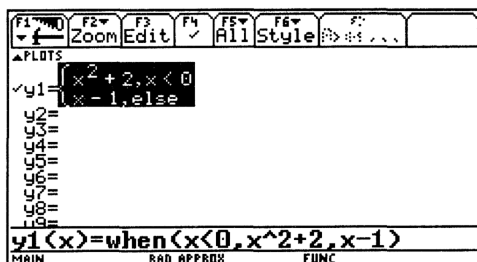 F1 F2 F3 F4 F5 F6
Zoom Edit ✓ All Style
▲PLOTS
✓y1={x²+2,x<0
{x-1,else
y2=
y3=
y4=
y5=
y6=
y7=
y8=
y9=
y1(x)=when(x<0,x^2+2,x-1)
MAIN RAD APPROX FUNC